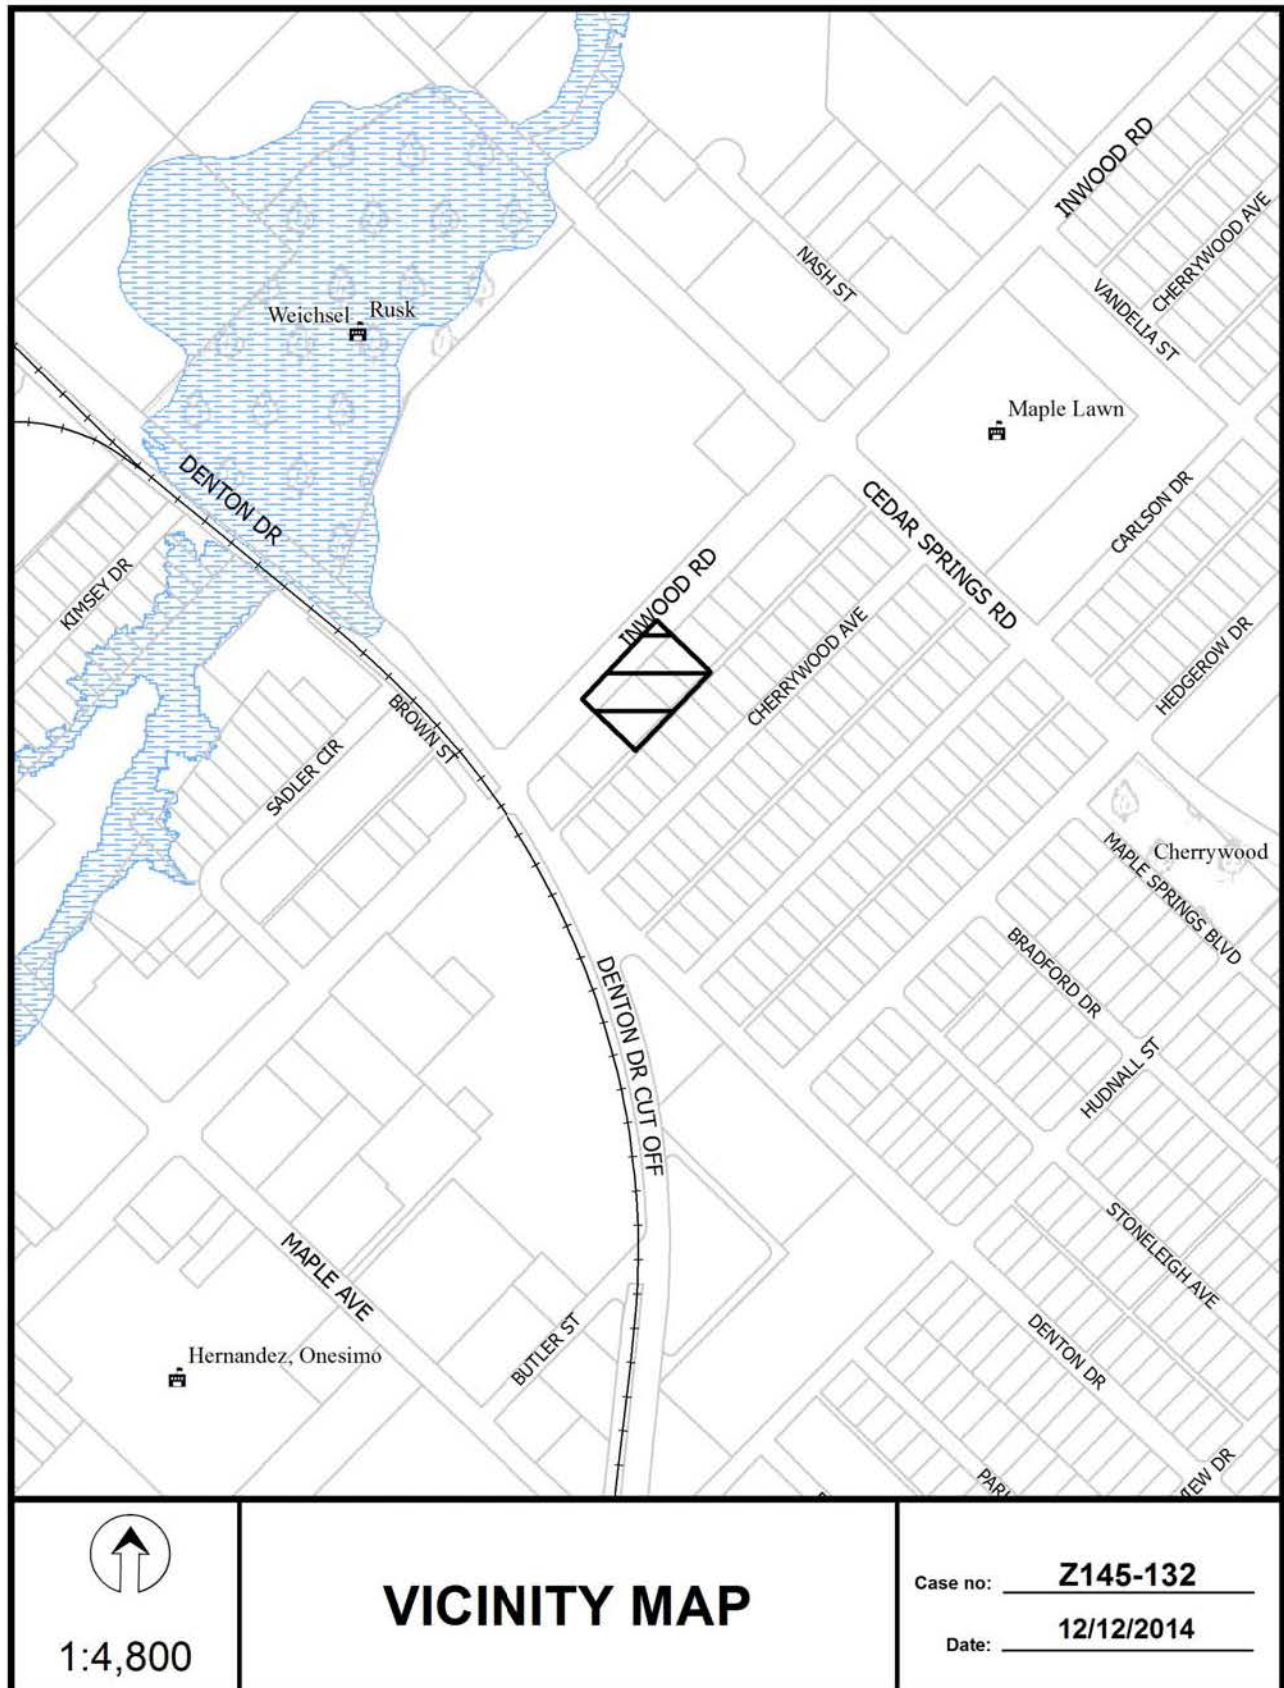 INWOOD RD
CHERRYWOOD AVE
NASH ST
VANDELIA ST
Weichsel
Rusk
Maple Lawn
DENTON DR
CEDAR SPRINGS RD
CARLSON DR
KIMSEY DR
INWOOD RD
CHERRYWOOD AVE
HEDGEROW DR
BROWN ST
SADLER CIR
MAPLE SPRINGS BLVD
Cherrywood
BRADFORD DR
DENTON DR CUT OFF
HUDNALL ST
STONELEIGH AVE
MAPLE AVE
BUTLER ST
DENTON DR
Hernandez, Onesimo
VIEW DR
1:4,800
VICINITY MAP
Case no: Z145-132
Date: 12/12/2014